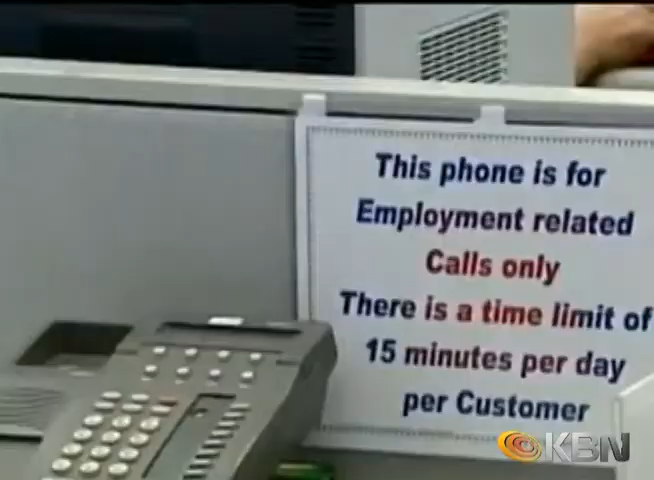 This phone is for
Employment related
Calls only
There is a time limit of
15 minutes per day
per Customer
KBN